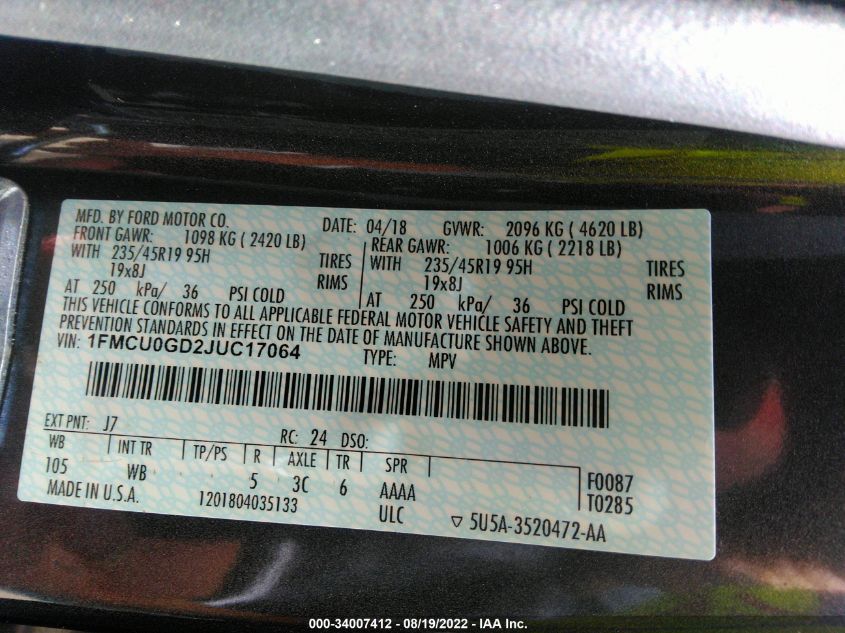 MFD. BY FORD MOTOR CO. DATE: 04/18 GVWR: 2096 KG ( 4620 LB)
FRONT GAWR: 1098 KG ( 2420 LB) REAR GAWR: 1006 KG ( 2218 LB)
WITH 235/45R19 95H TIRES WITH 235/45R19 95H TIRES
19x8J RIMS 19x8J RIMS
AT 250 kPa/ 36 PSI COLD AT 250 kPa/ 36 PSI COLD
THIS VEHICLE CONFORMS TO ALL APPLICABLE FEDERAL MOTOR VEHICLE SAFETY AND THEFT
PREVENTION STANDARDS IN EFFECT ON THE DATE OF MANUFACTURE SHOWN ABOVE.
VIN: 1FMCU0GD2JUC17064 TYPE: MPV
EXT PNT: J7 RC: 24 DSO:
WB INT TR TP/PS R AXLE TR SPR
105 WB 5 3C 6 AAAA F0087
MADE IN U.S.A. 1201804035133 ULC T0285
▽ 5U5A-3520472-AA
000-34007412 - 08/19/2022 - IAA Inc.